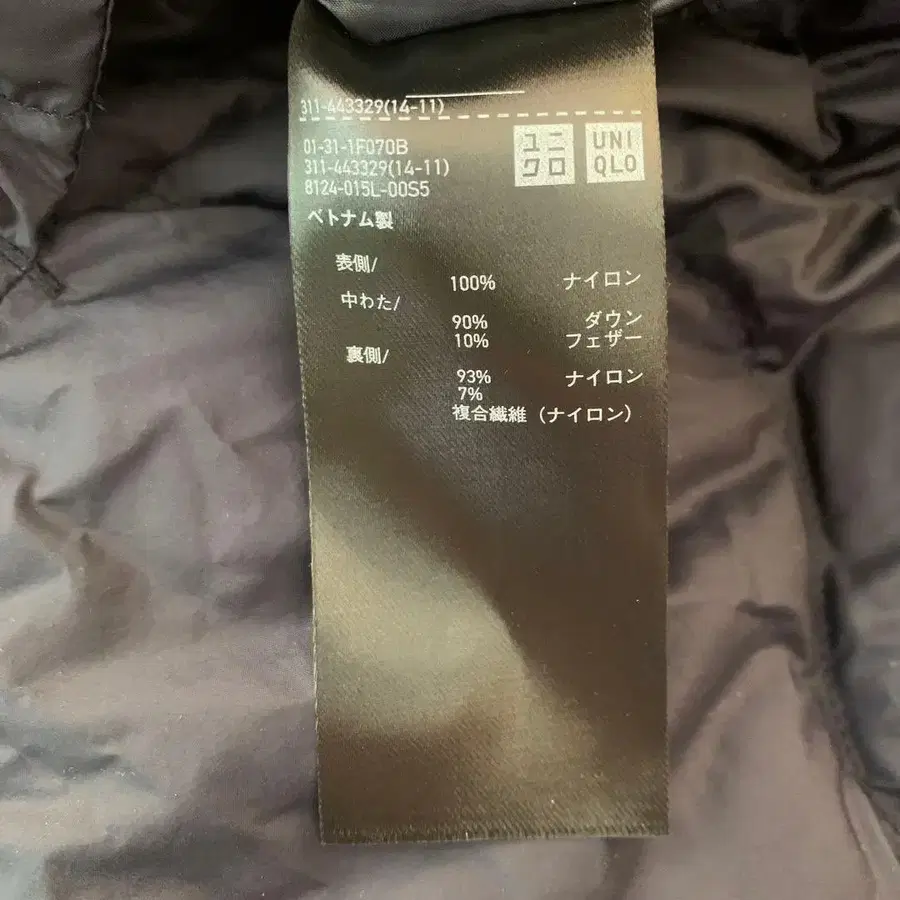 311-443329(14-11)
01-31-1F070B
311-443329(14-11)
8124-015L-00S5
ユニ
クロ
UNI
QLO
ベトナム製
表側/
100% ナイロン
中わた/
90% ダウン
10% フェザー
裏側/
93% ナイロン
7%
複合繊維（ナイロン）